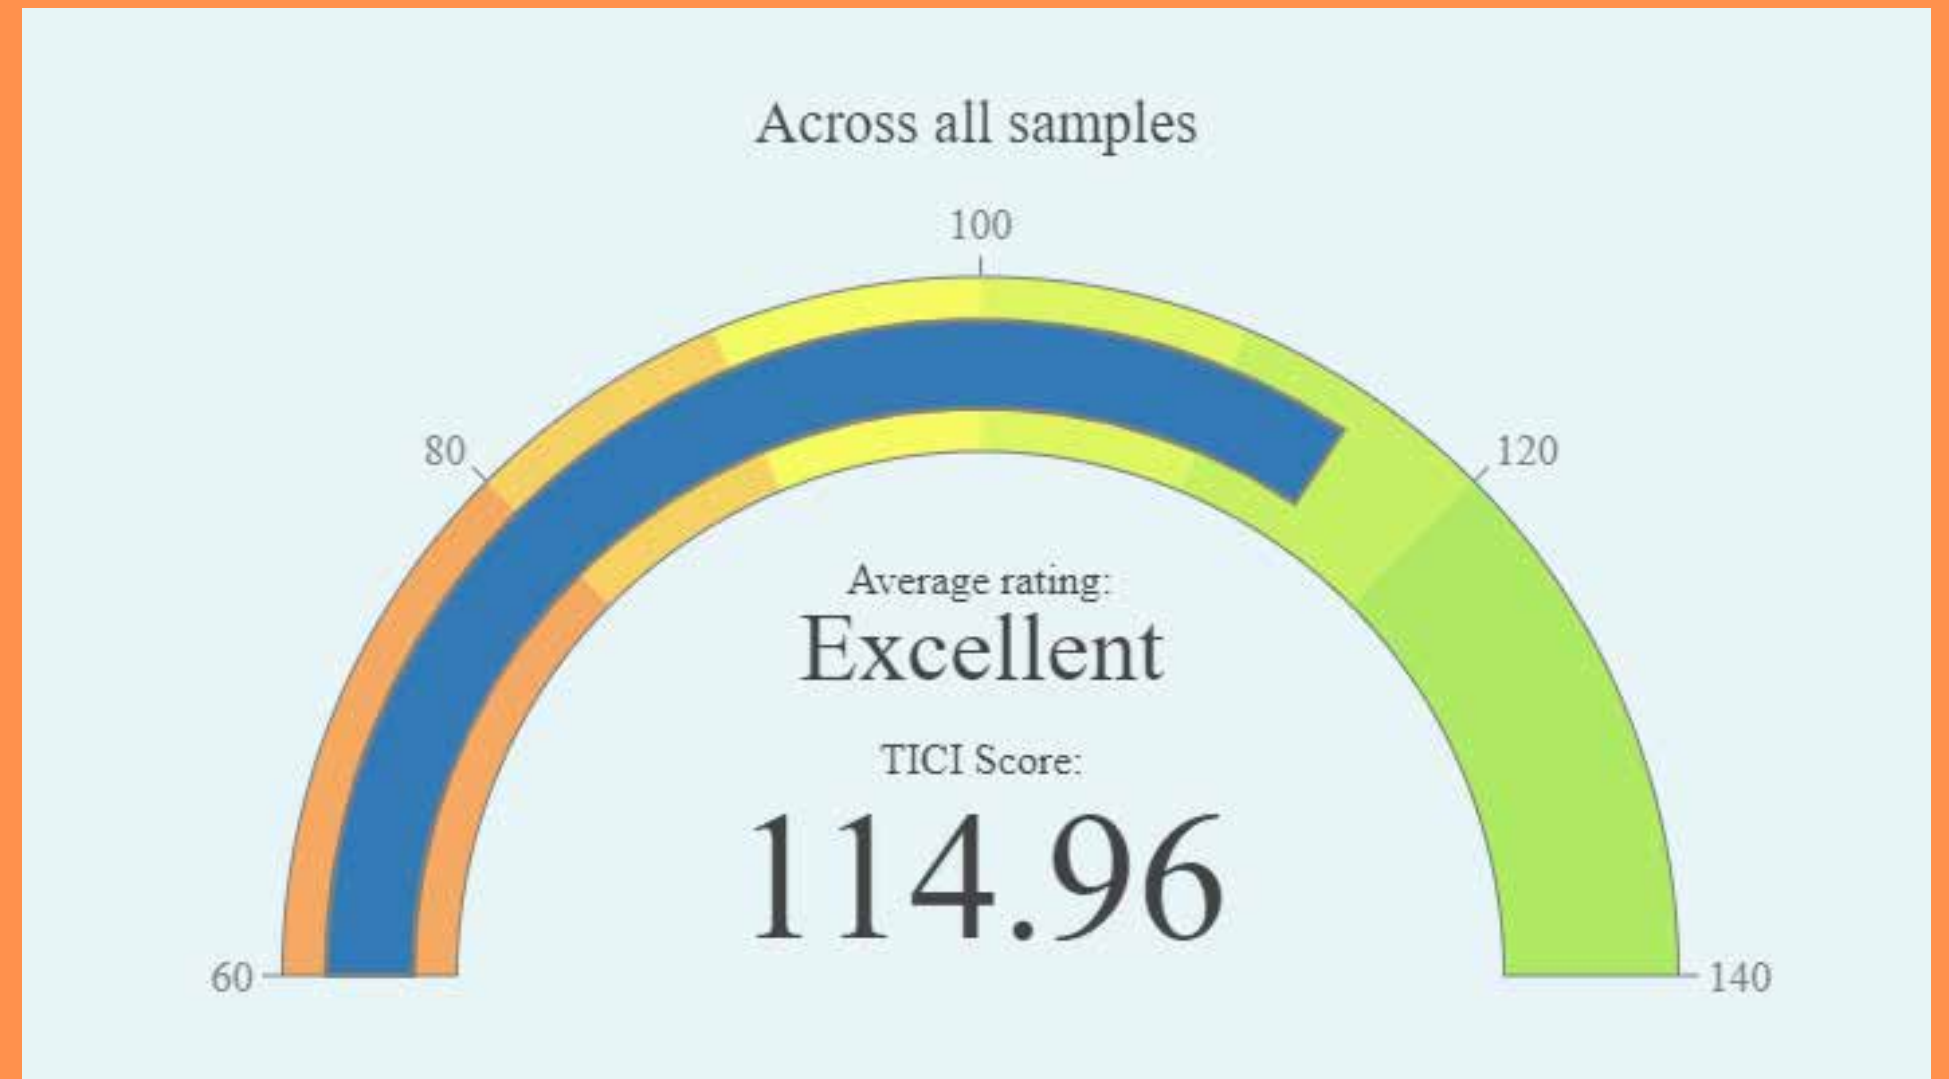 Across all samples
100
80
120
Average rating:
Excellent
TICI Score:
114.96
60
140